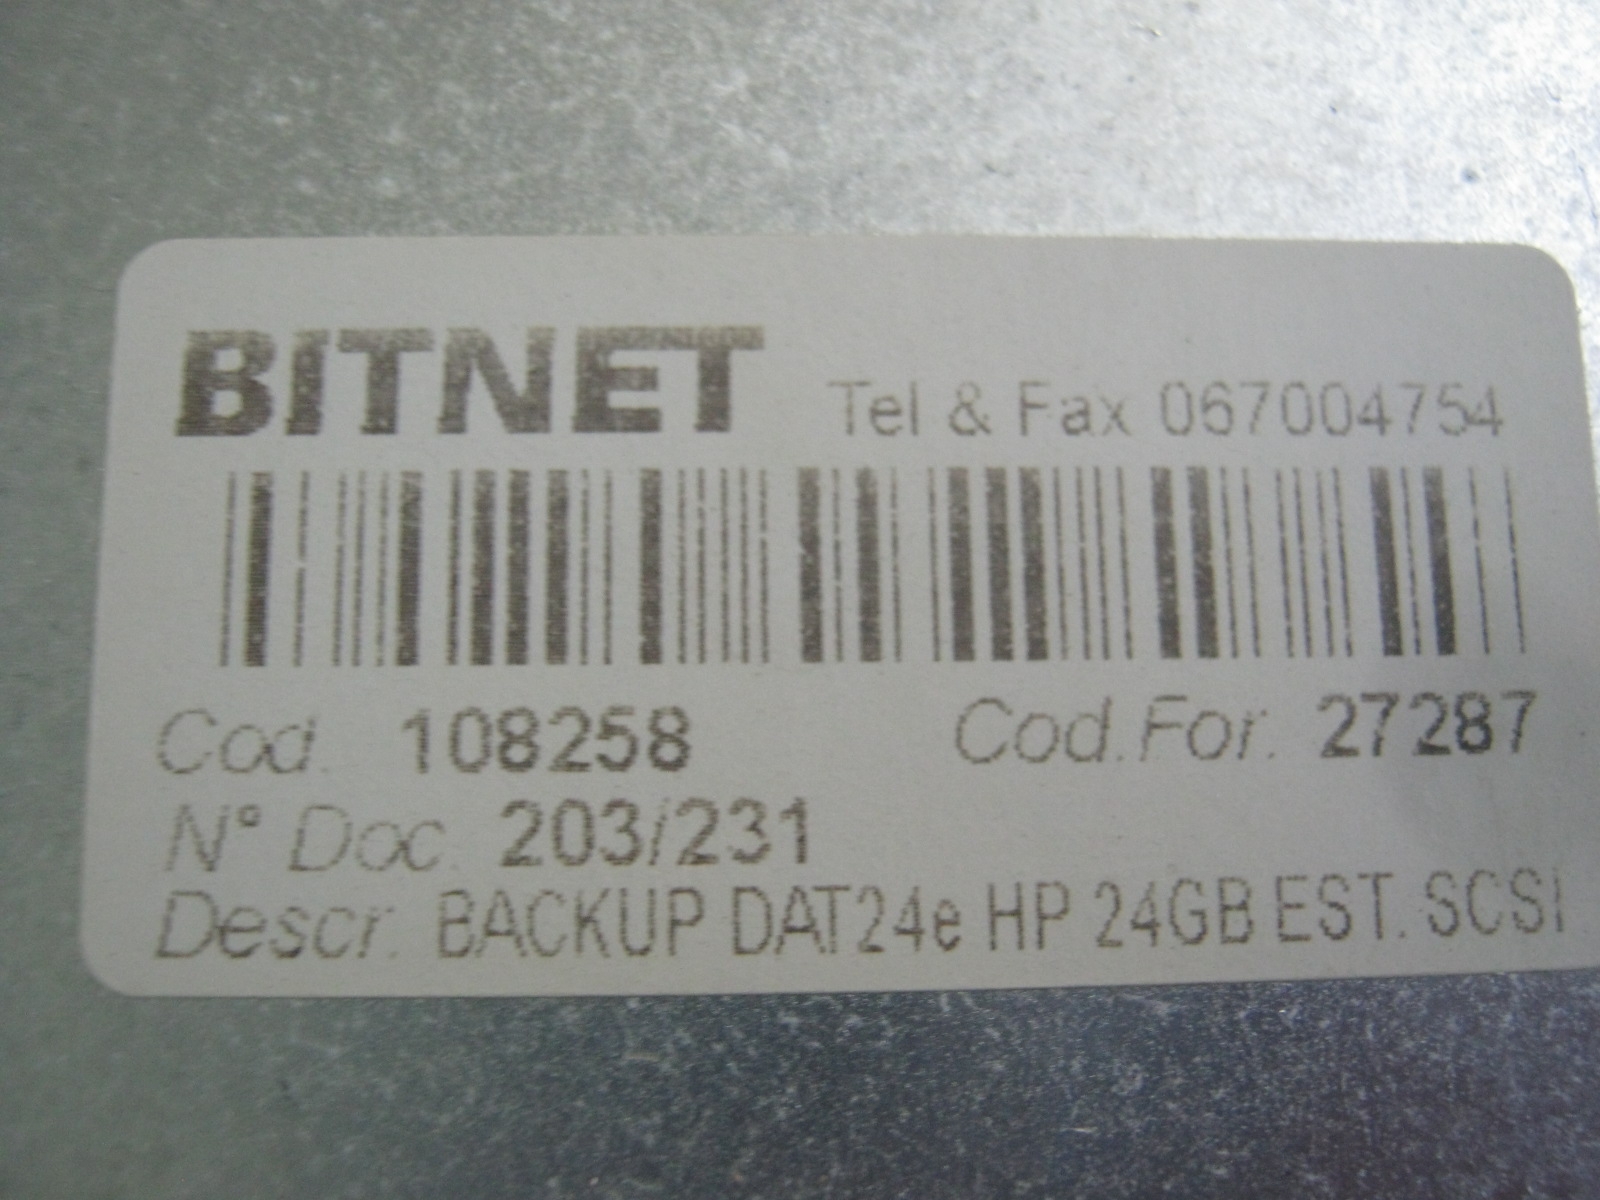 BITNET Tel & Fax 067004754
Cod. 108258 Cod.For. 27287
N° Doc. 203/231
Descr. BACKUP DAT24e HP 24GB EST. SCSI